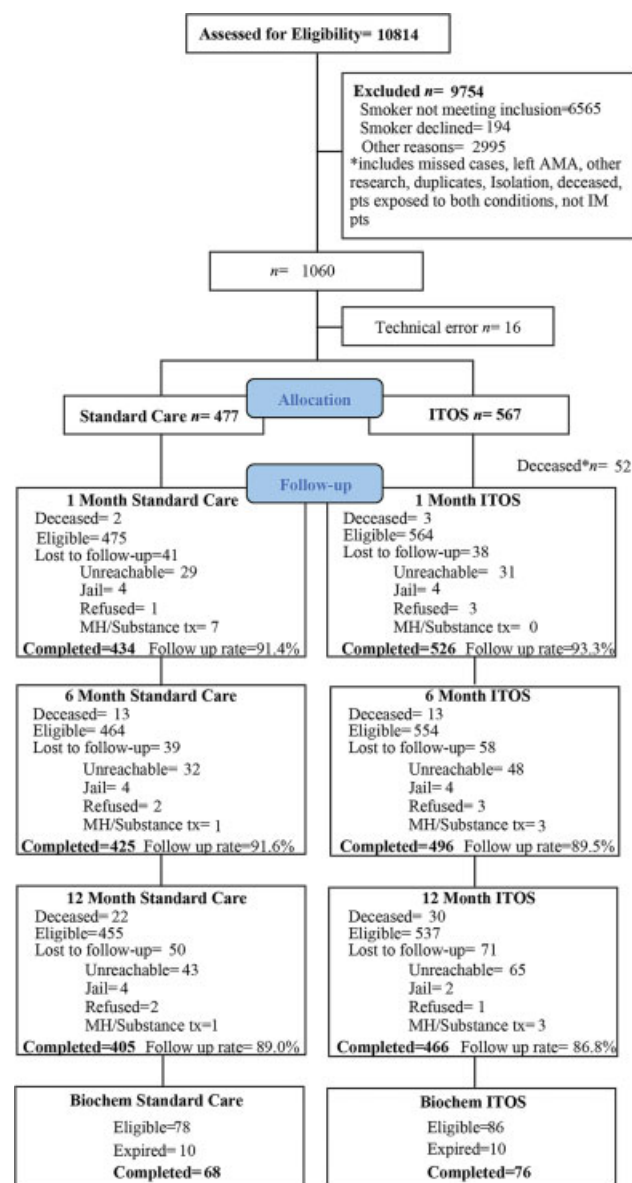 Assessed for Eligibility= 10814
Excluded n= 9754
Smoker not meeting inclusion=6565
Smoker declined= 194
Other reasons= 2995
*includes missed cases, left AMA, other
research, duplicates, Isolation, deceased,
pts exposed to both conditions, not IM
pts
n= 1060
Technical error n= 16
Allocation
Standard Care n= 477
ITOS n= 567
Deceased*n= 52
Follow-up
1 Month Standard Care
Deceased= 2
Eligible= 475
Lost to follow-up=41
Unreachable= 29
Jail= 4
Refused= 1
MH/Substance tx= 7
Completed=434 Follow up rate=91.4%
1 Month ITOS
Deceased= 3
Eligible= 564
Lost to follow-up= 38
Unreachable= 31
Jail= 4
Refused= 3
MH/Substance tx= 0
Completed=526 Follow up rate=93.3%
6 Month Standard Care
Deceased= 13
Eligible= 464
Lost to follow-up= 39
Unreachable= 32
Jail= 4
Refused= 2
MH/Substance tx= 1
Completed=425 Follow up rate=91.6%
6 Month ITOS
Deceased= 13
Eligible= 554
Lost to follow-up= 58
Unreachable= 48
Jail= 4
Refused= 3
MH/Substance tx= 3
Completed= 496 Follow up rate=89.5%
12 Month Standard Care
Deceased= 22
Eligible=455
Lost to follow-up= 50
Unreachable= 43
Jail= 4
Refused=2
MH/Substance tx=1
Completed=405 Follow up rate= 89.0%
12 Month ITOS
Deceased= 30
Eligible= 537
Lost to follow-up= 71
Unreachable= 65
Jail= 2
Refused= 1
MH/Substance tx= 3
Completed=466 Follow up rate= 86.8%
Biochem Standard Care
Eligible=78
Expired= 10
Completed= 68
Biochem ITOS
Eligible=86
Expired=10
Completed=76